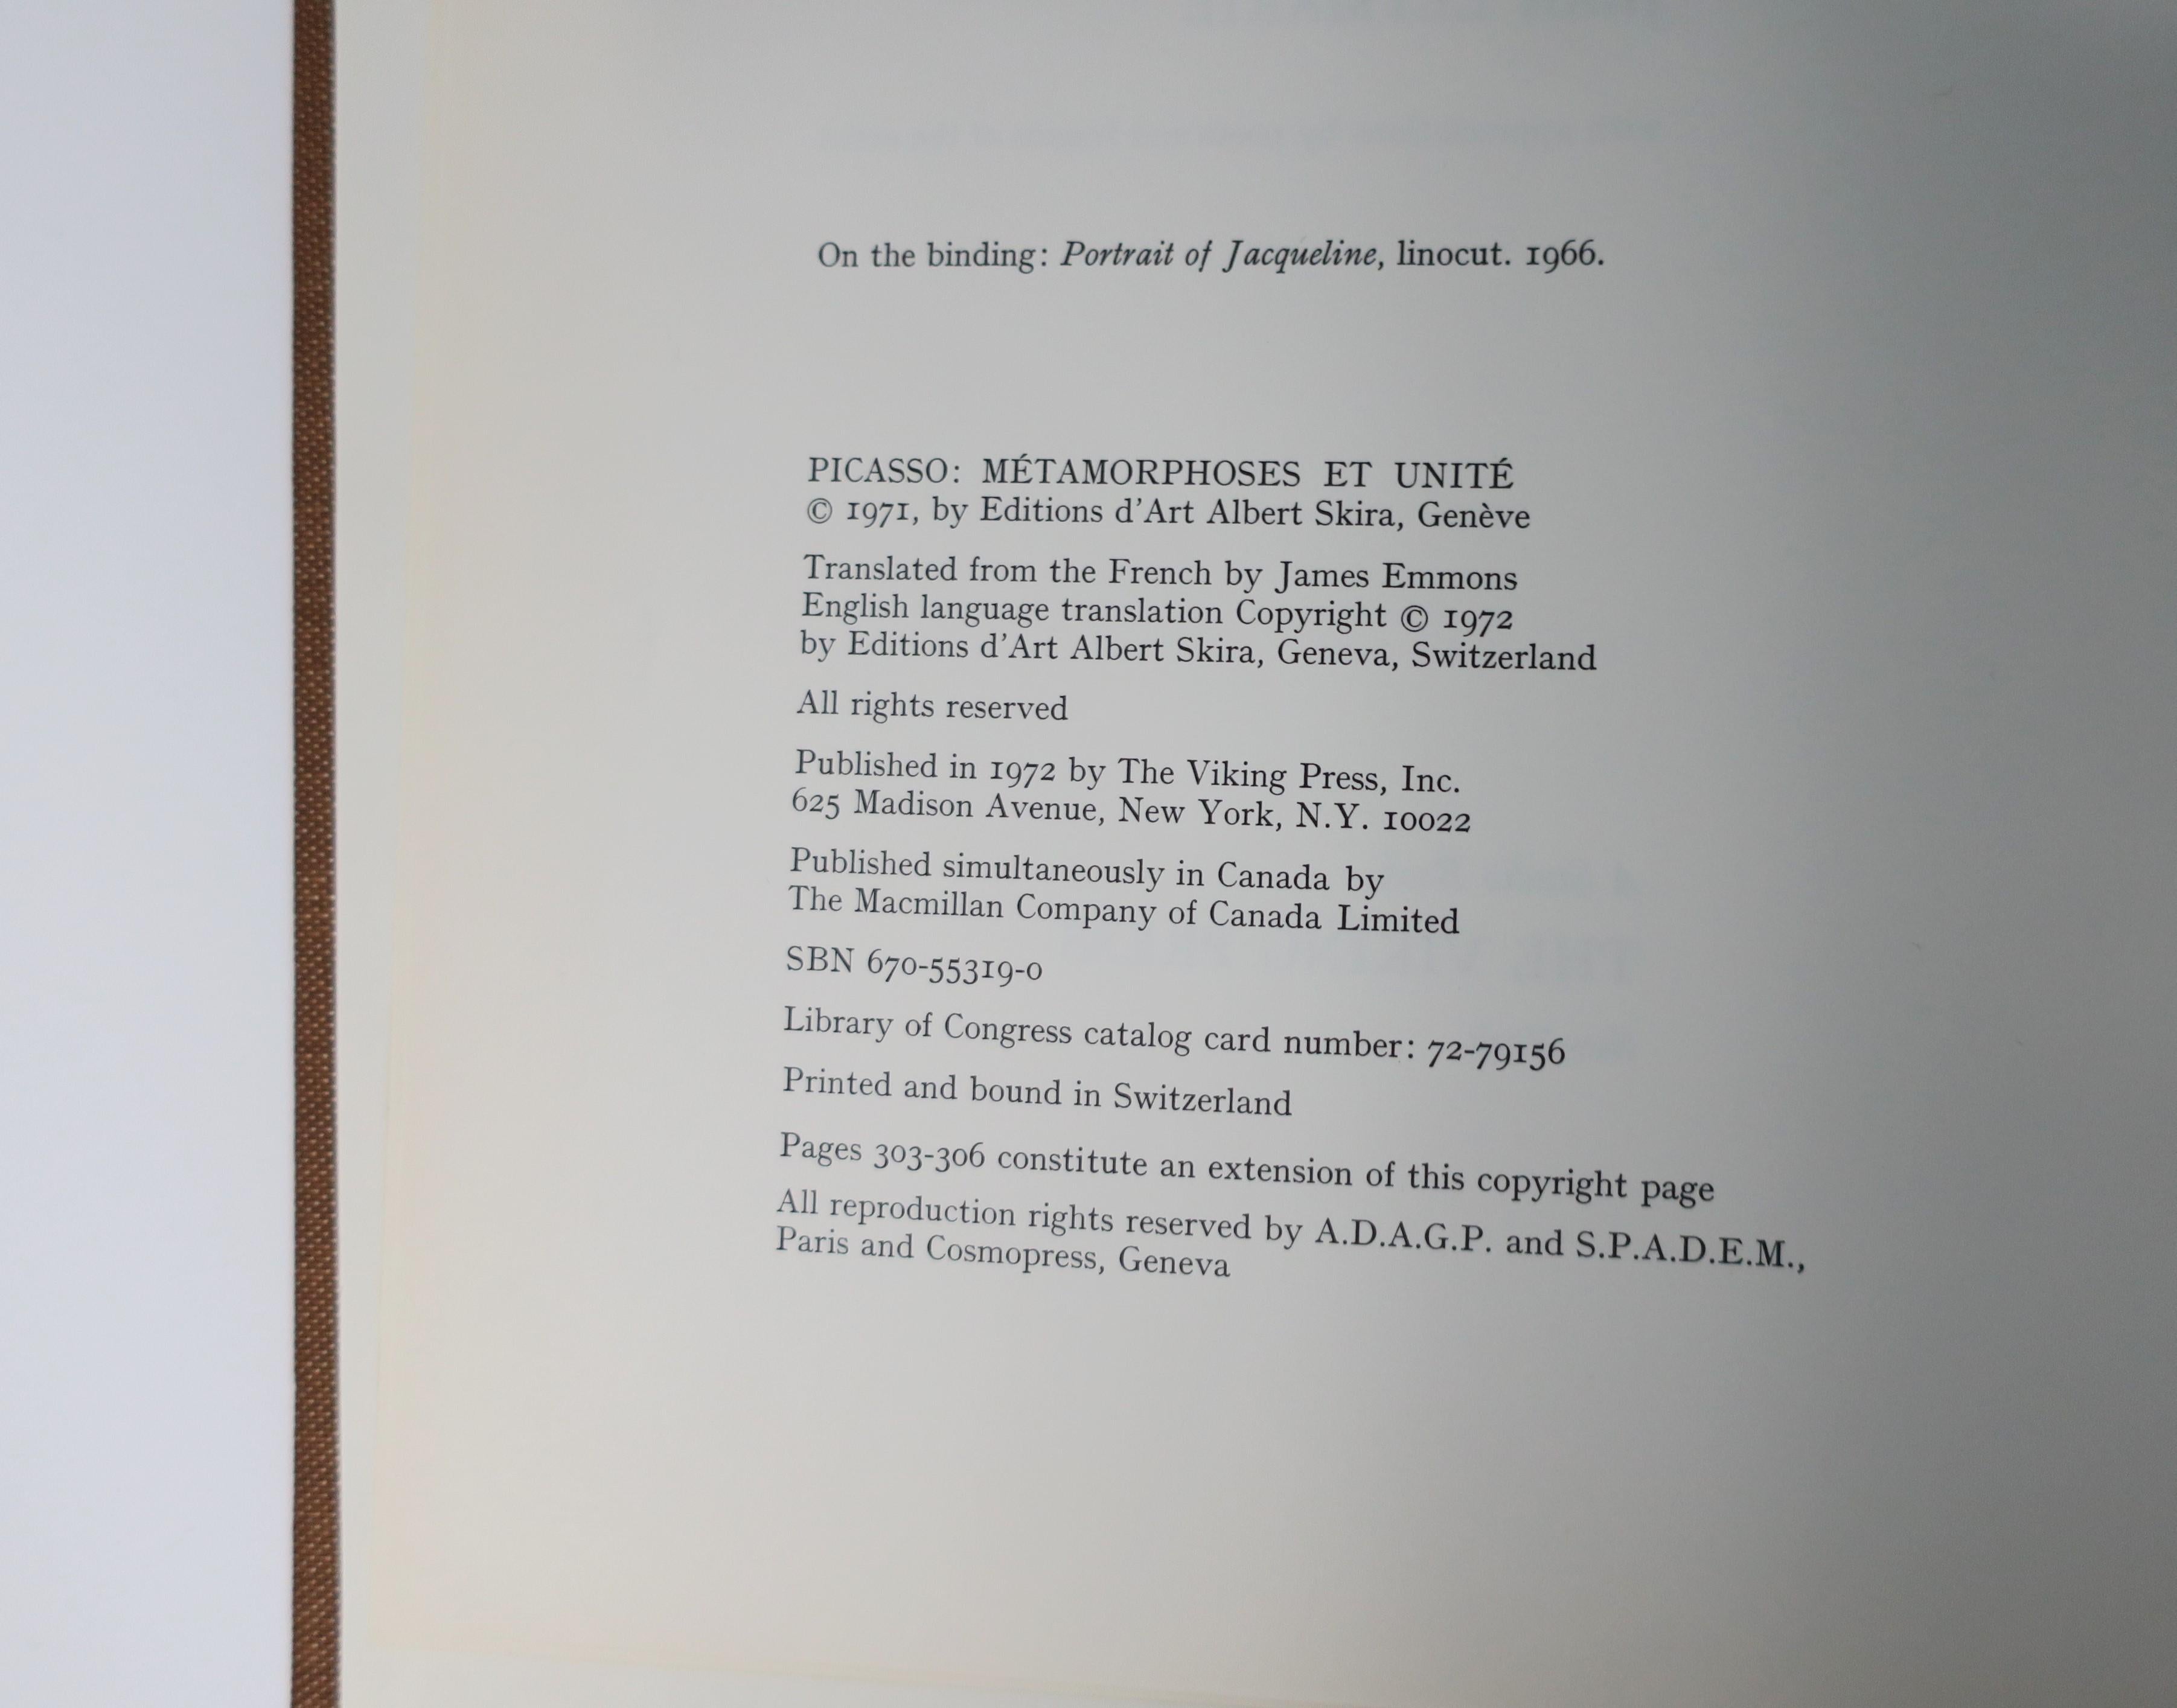 On the binding: Portrait of Jacqueline, linocut. 1966.
PICASSO: MÉTAMORPHOSES ET UNITÉ
© 1971, by Editions d'Art Albert Skira, Genève
Translated from the French by James Emmons
English language translation Copyright © 1972
by Editions d'Art Albert Skira, Geneva, Switzerland
All rights reserved
Published in 1972 by The Viking Press, Inc.
625 Madison Avenue, New York, N.Y. 10022
Published simultaneously in Canada by
The Macmillan Company of Canada Limited
SBN 670-55319-0
Library of Congress catalog card number: 72-79156
Printed and bound in Switzerland
Pages 303-306 constitute an extension of this copyright page
All reproduction rights reserved by A.D.A.G.P. and S.P.A.D.E.M.,
Paris and Cosmopress, Geneva